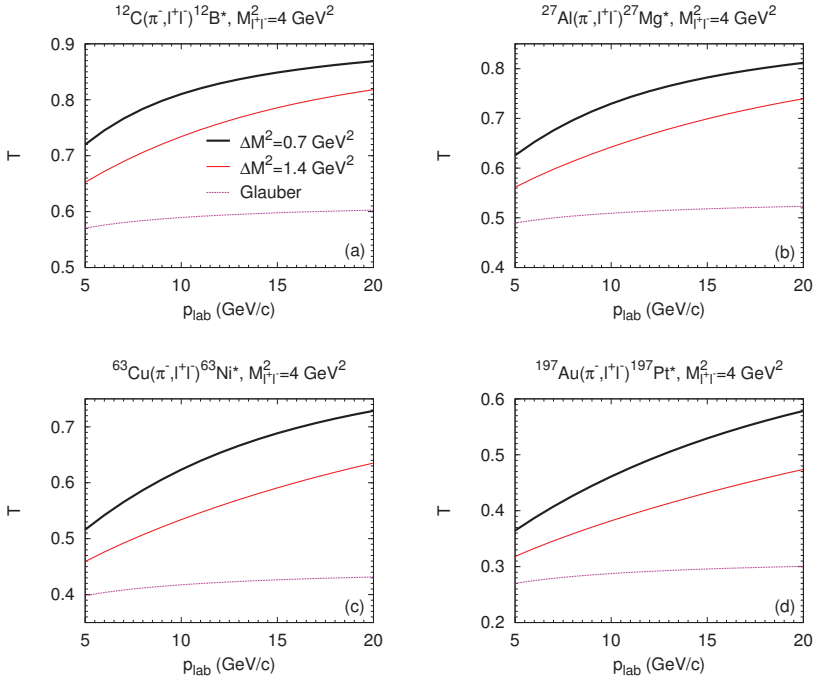 ¹²C(π⁻,l⁺l⁻)¹²B*, M²ₗ⁺ₗ⁻=4 GeV²
0.9
0.8
0.7
0.6
0.5
T
ΔM²=0.7 GeV²
ΔM²=1.4 GeV²
Glauber
(a)
5 10 15 20
p_lab (GeV/c)
²⁷Al(π⁻,l⁺l⁻)²⁷Mg*, M²ₗ⁺ₗ⁻=4 GeV²
0.8
0.7
0.6
0.5
0.4
T
(b)
5 10 15 20
p_lab (GeV/c)
⁶³Cu(π⁻,l⁺l⁻)⁶³Ni*, M²ₗ⁺ₗ⁻=4 GeV²
0.7
0.6
0.5
0.4
T
(c)
5 10 15 20
p_lab (GeV/c)
¹⁹⁷Au(π⁻,l⁺l⁻)¹⁹⁷Pt*, M²ₗ⁺ₗ⁻=4 GeV²
0.6
0.5
0.4
0.3
0.2
T
(d)
5 10 15 20
p_lab (GeV/c)